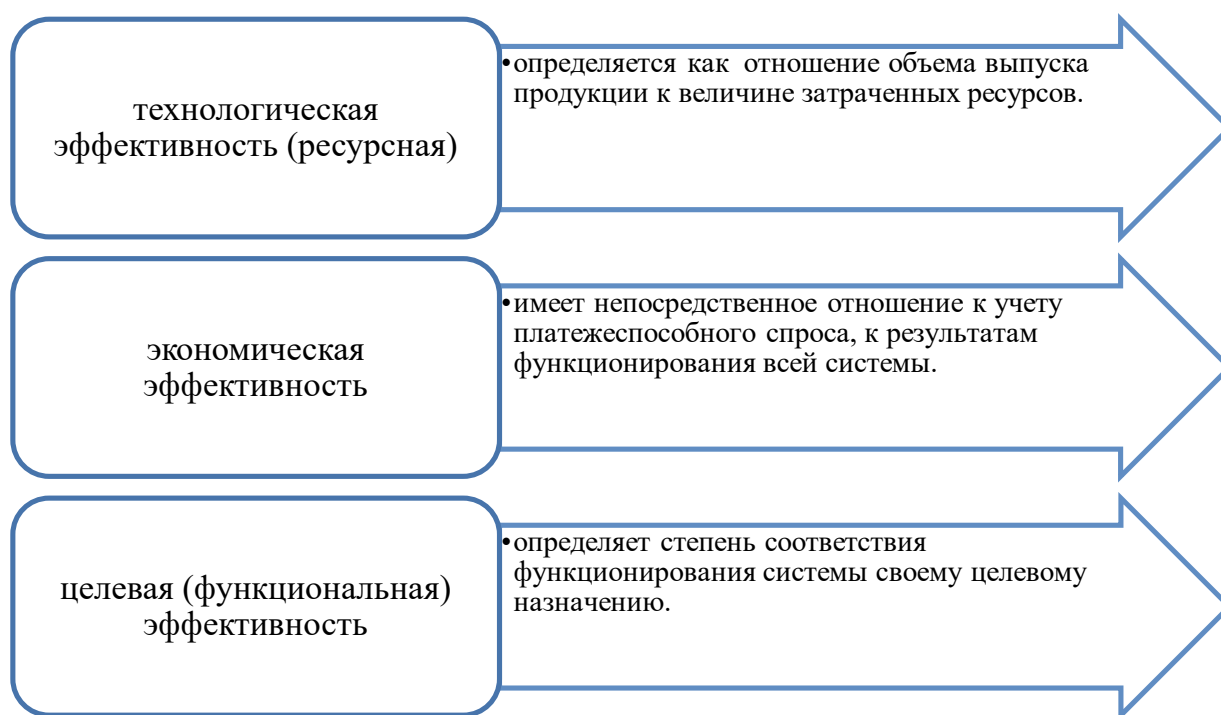 технологическая
эффективность (ресурсная)
•определяется как отношение объема выпуска
продукции к величине затраченных ресурсов.
экономическая
эффективность
•имеет непосредственное отношение к учету
платежеспособного спроса, к результатам
функционирования всей системы.
целевая (функциональная)
эффективность
•определяет степень соответствия
функционирования системы своему целевому
назначению.